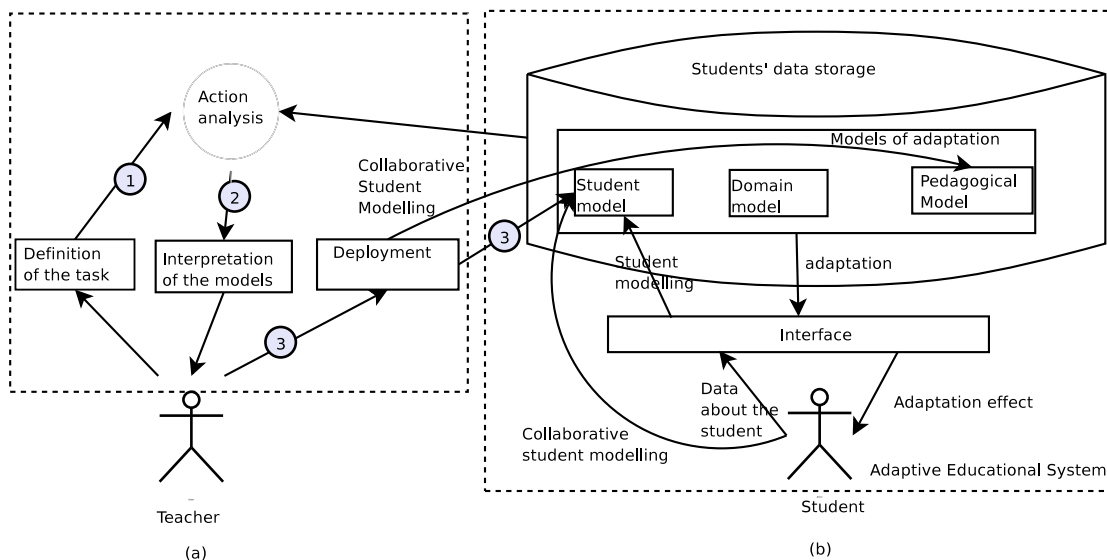 Action
analysis
1
2
Definition
of the task
Interpretation
of the models
Collaborative
Student
Modelling
Deployment
3
3
Teacher
(a)
Students' data storage
Models of adaptation
Student
model
Domain
model
Pedagogical
Model
Student
modelling
adaptation
Interface
Data
about the
student
Collaborative
student modelling
Adaptation effect
Adaptive Educational System
Student
(b)